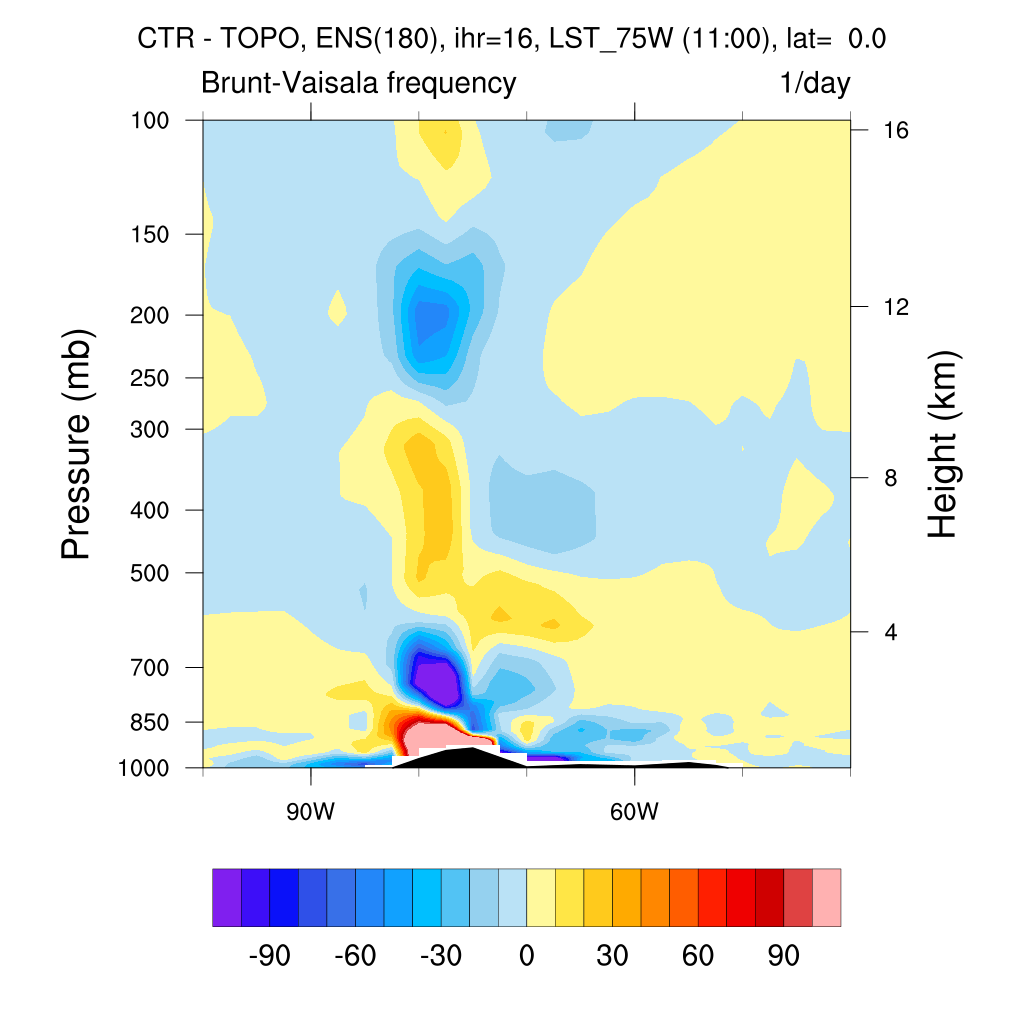 CTR - TOPO, ENS(180), ihr=16, LST_75W (11:00), lat=  0.0
Brunt-Vaisala frequency 1/day
100
150
200
250
300
400
500
700
850
1000
Pressure (mb)
16
12
8
4
Height (km)
90W 60W
-90 -60 -30 0 30 60 90